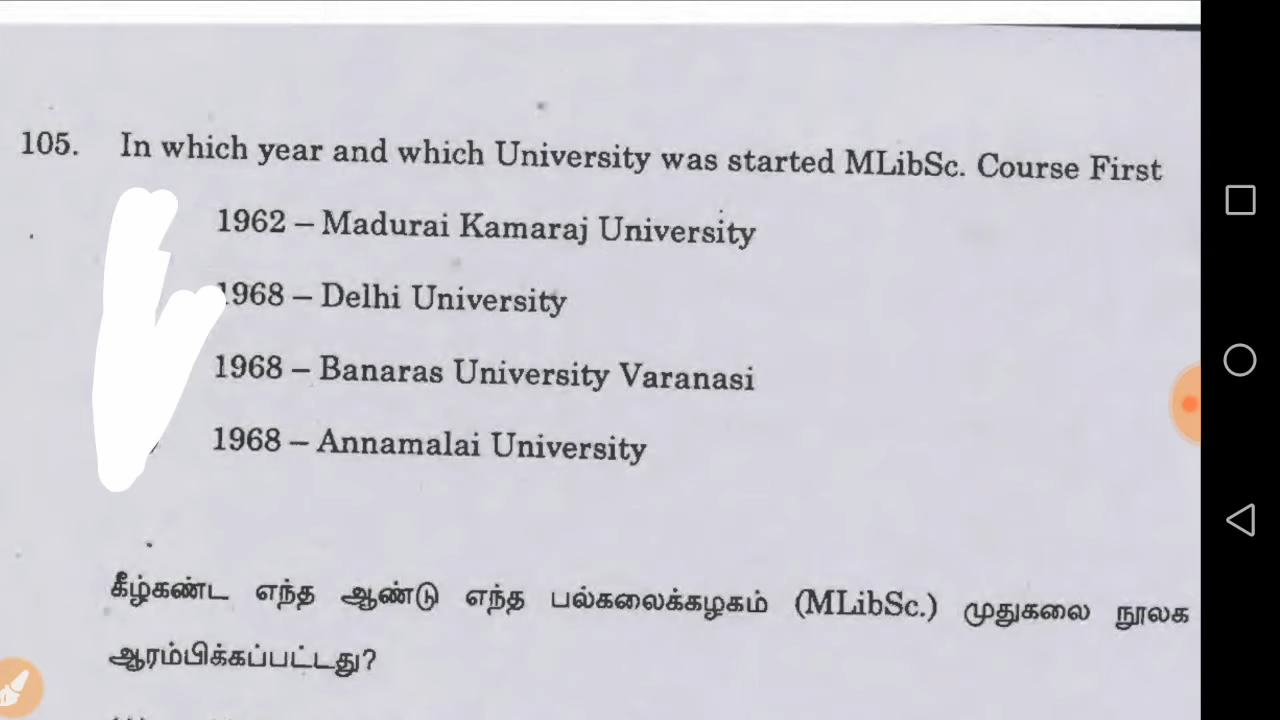 105. In which year and which University was started MLibSc. Course First
1962 – Madurai Kamaraj University
1968 – Delhi University
1968 – Banaras University Varanasi
1968 – Annamalai University
கீழ்கண்ட எந்த ஆண்டு எந்த பல்கலைக்கழகம் (MLibSc.) முதுகலை நூலக
ஆரம்பிக்கப்பட்டது?